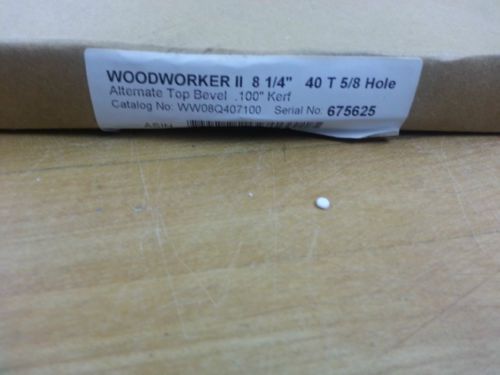 WOODWORKER II 8 1/4" 40 T 5/8 Hole
Alternate Top Bevel .100" Kerf
Catalog No: WW08Q407100 Serial No: 675625
ASIN